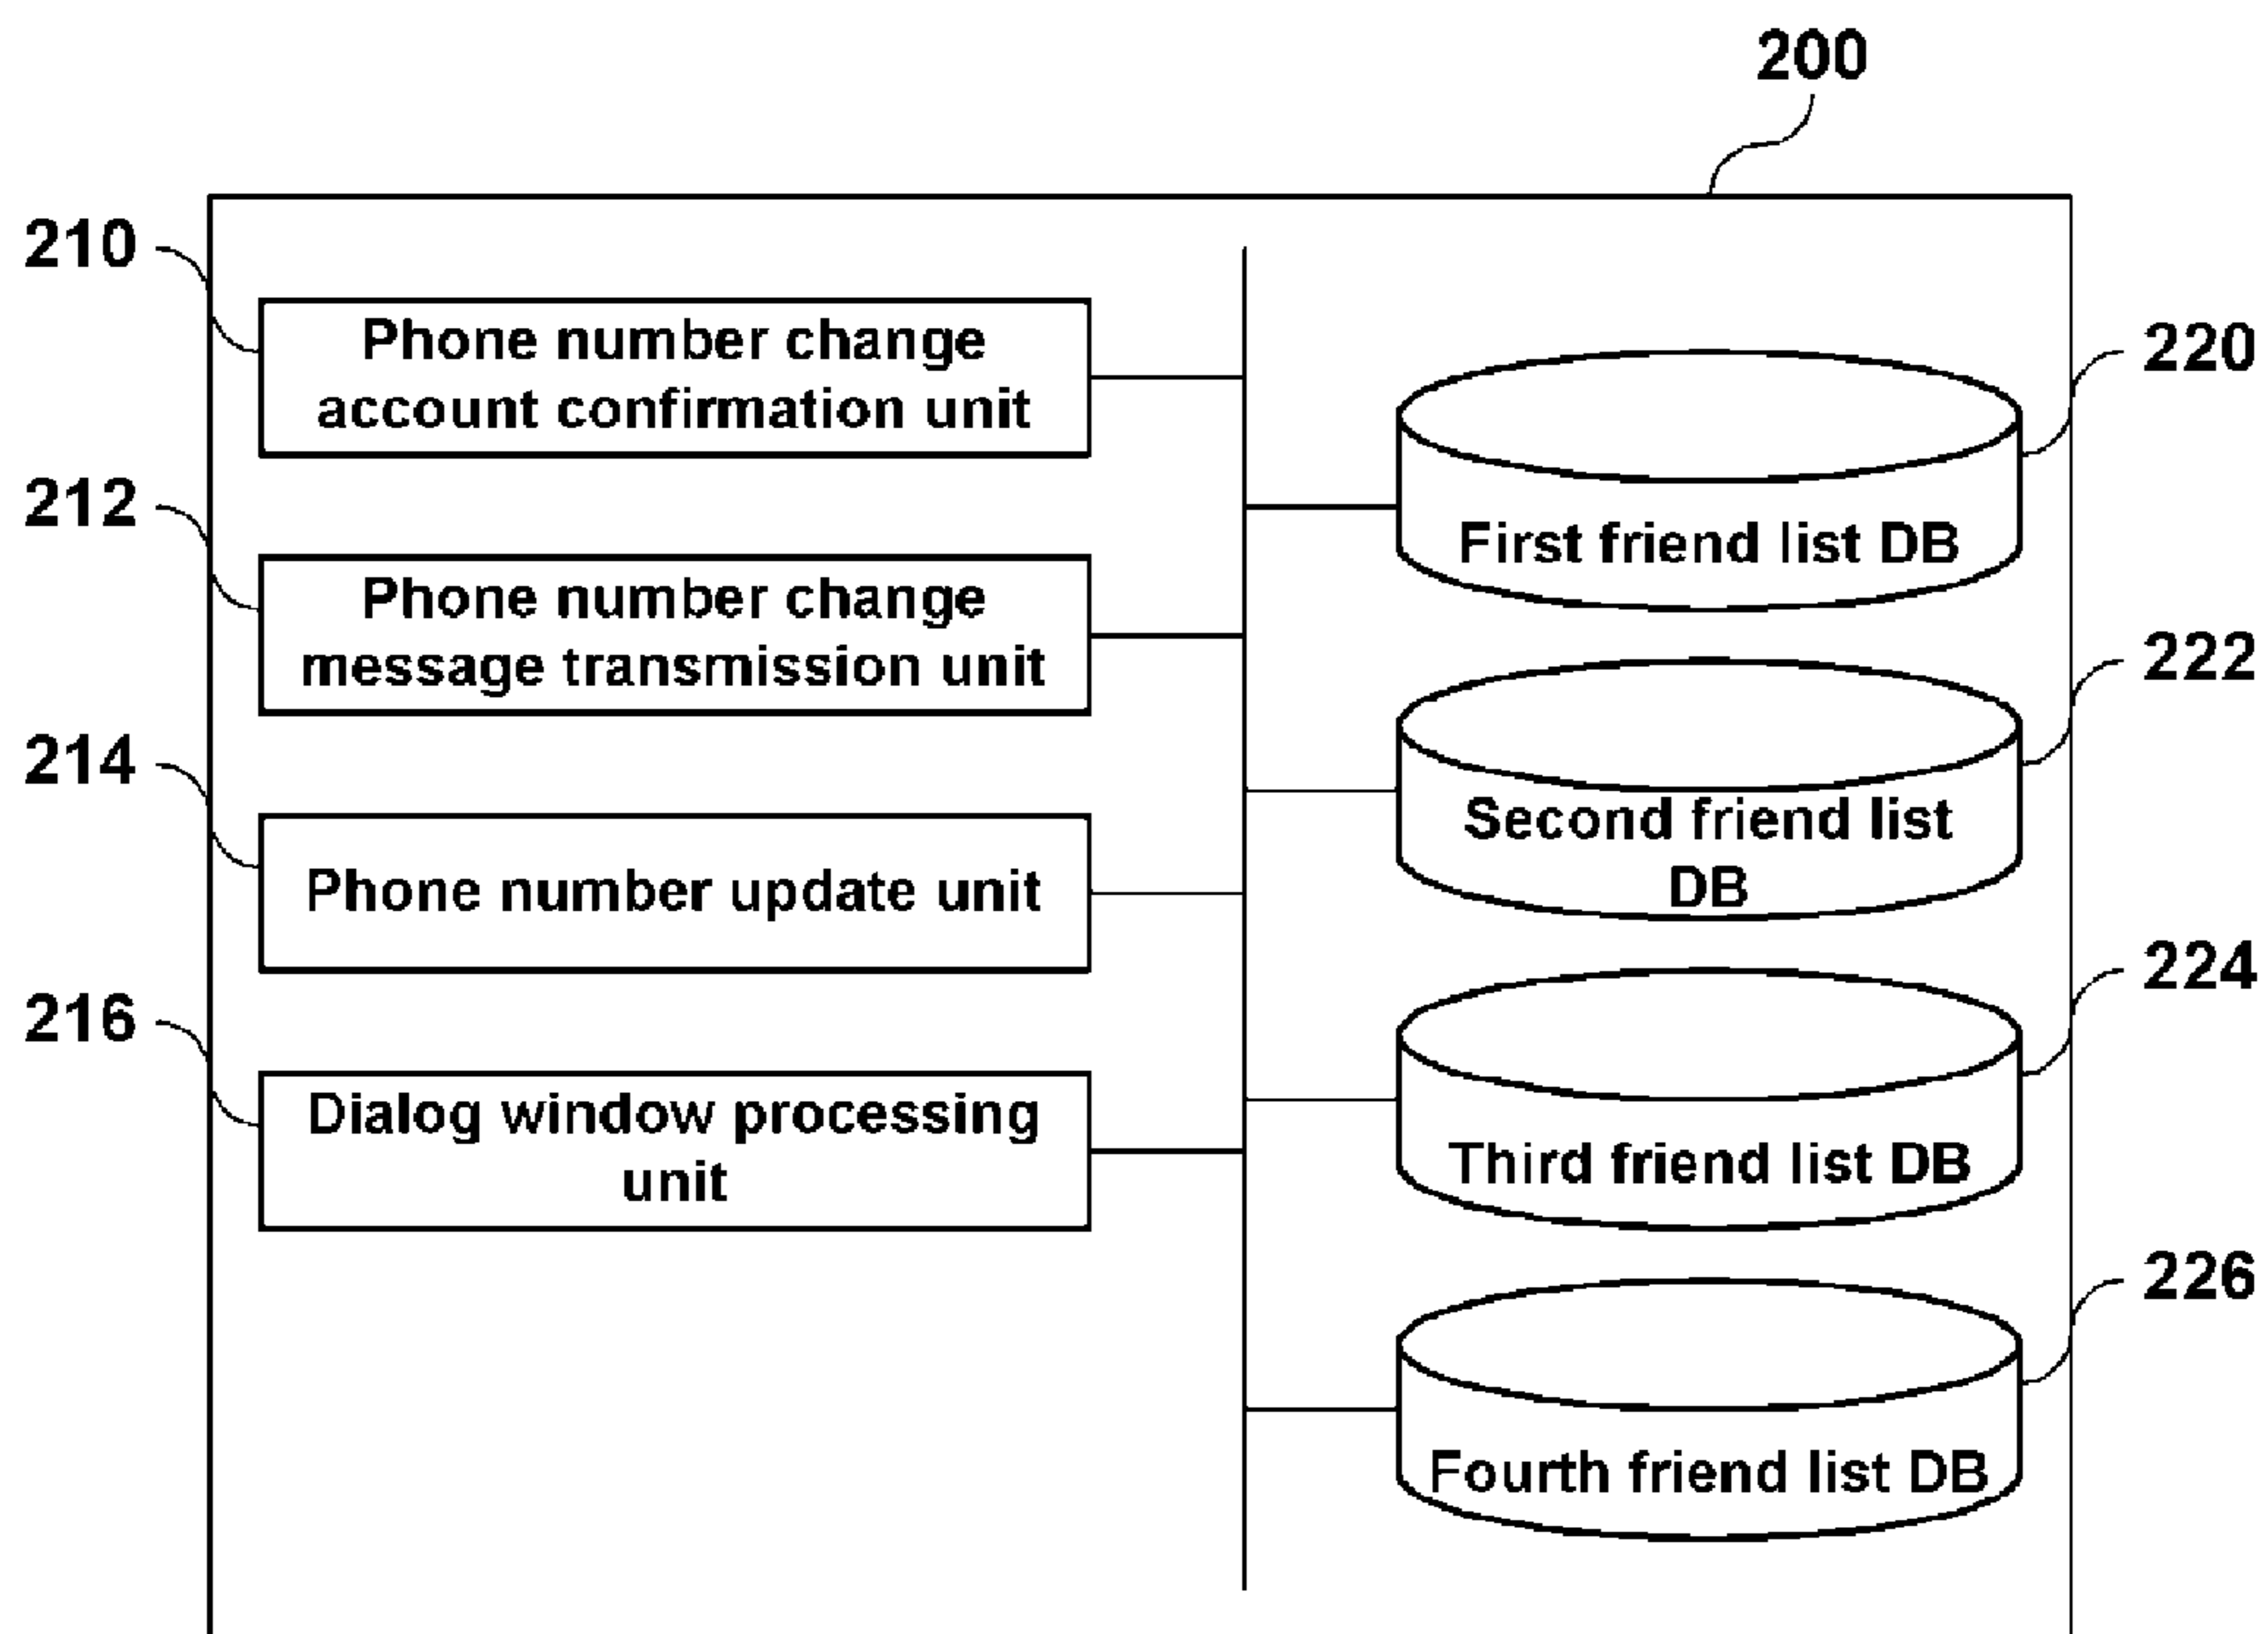 200
210
Phone number change
account confirmation unit
212
Phone number change
message transmission unit
214
Phone number update unit
216
Dialog window processing
unit
220
First friend list DB
222
Second friend list
DB
224
Third friend list DB
226
Fourth friend list DB